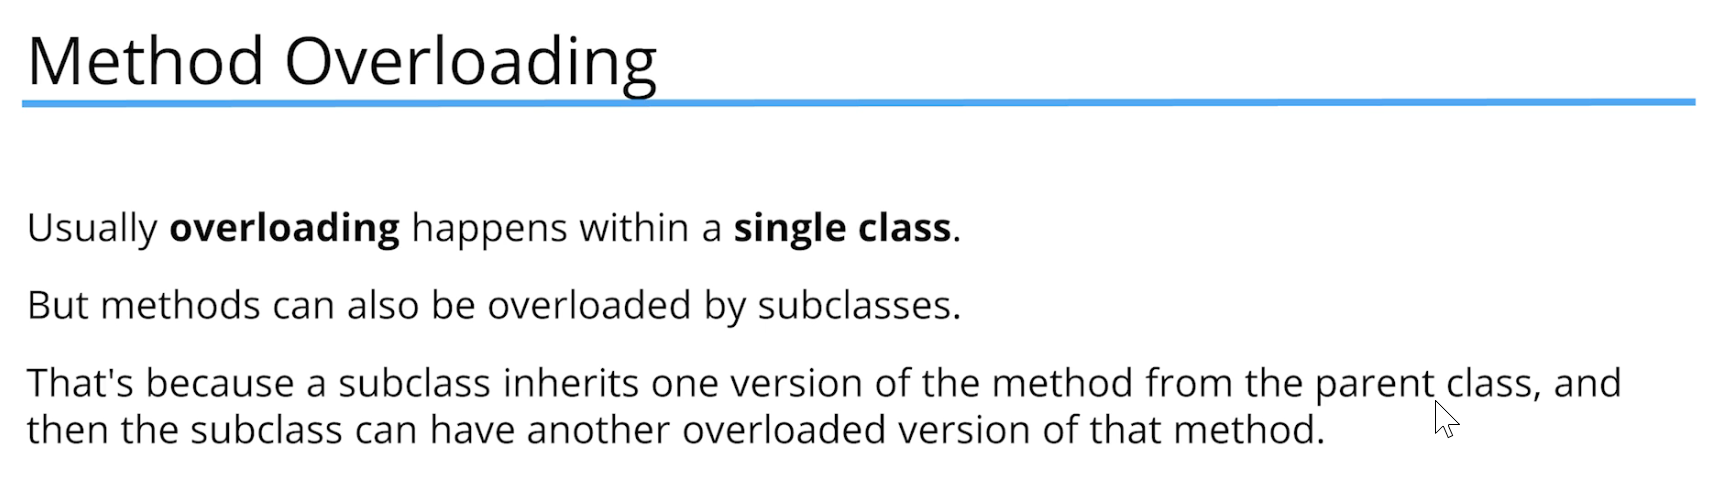 Method Overloading
Usually overloading happens within a single class.
But methods can also be overloaded by subclasses.
That's because a subclass inherits one version of the method from the parent class, and
then the subclass can have another overloaded version of that method.